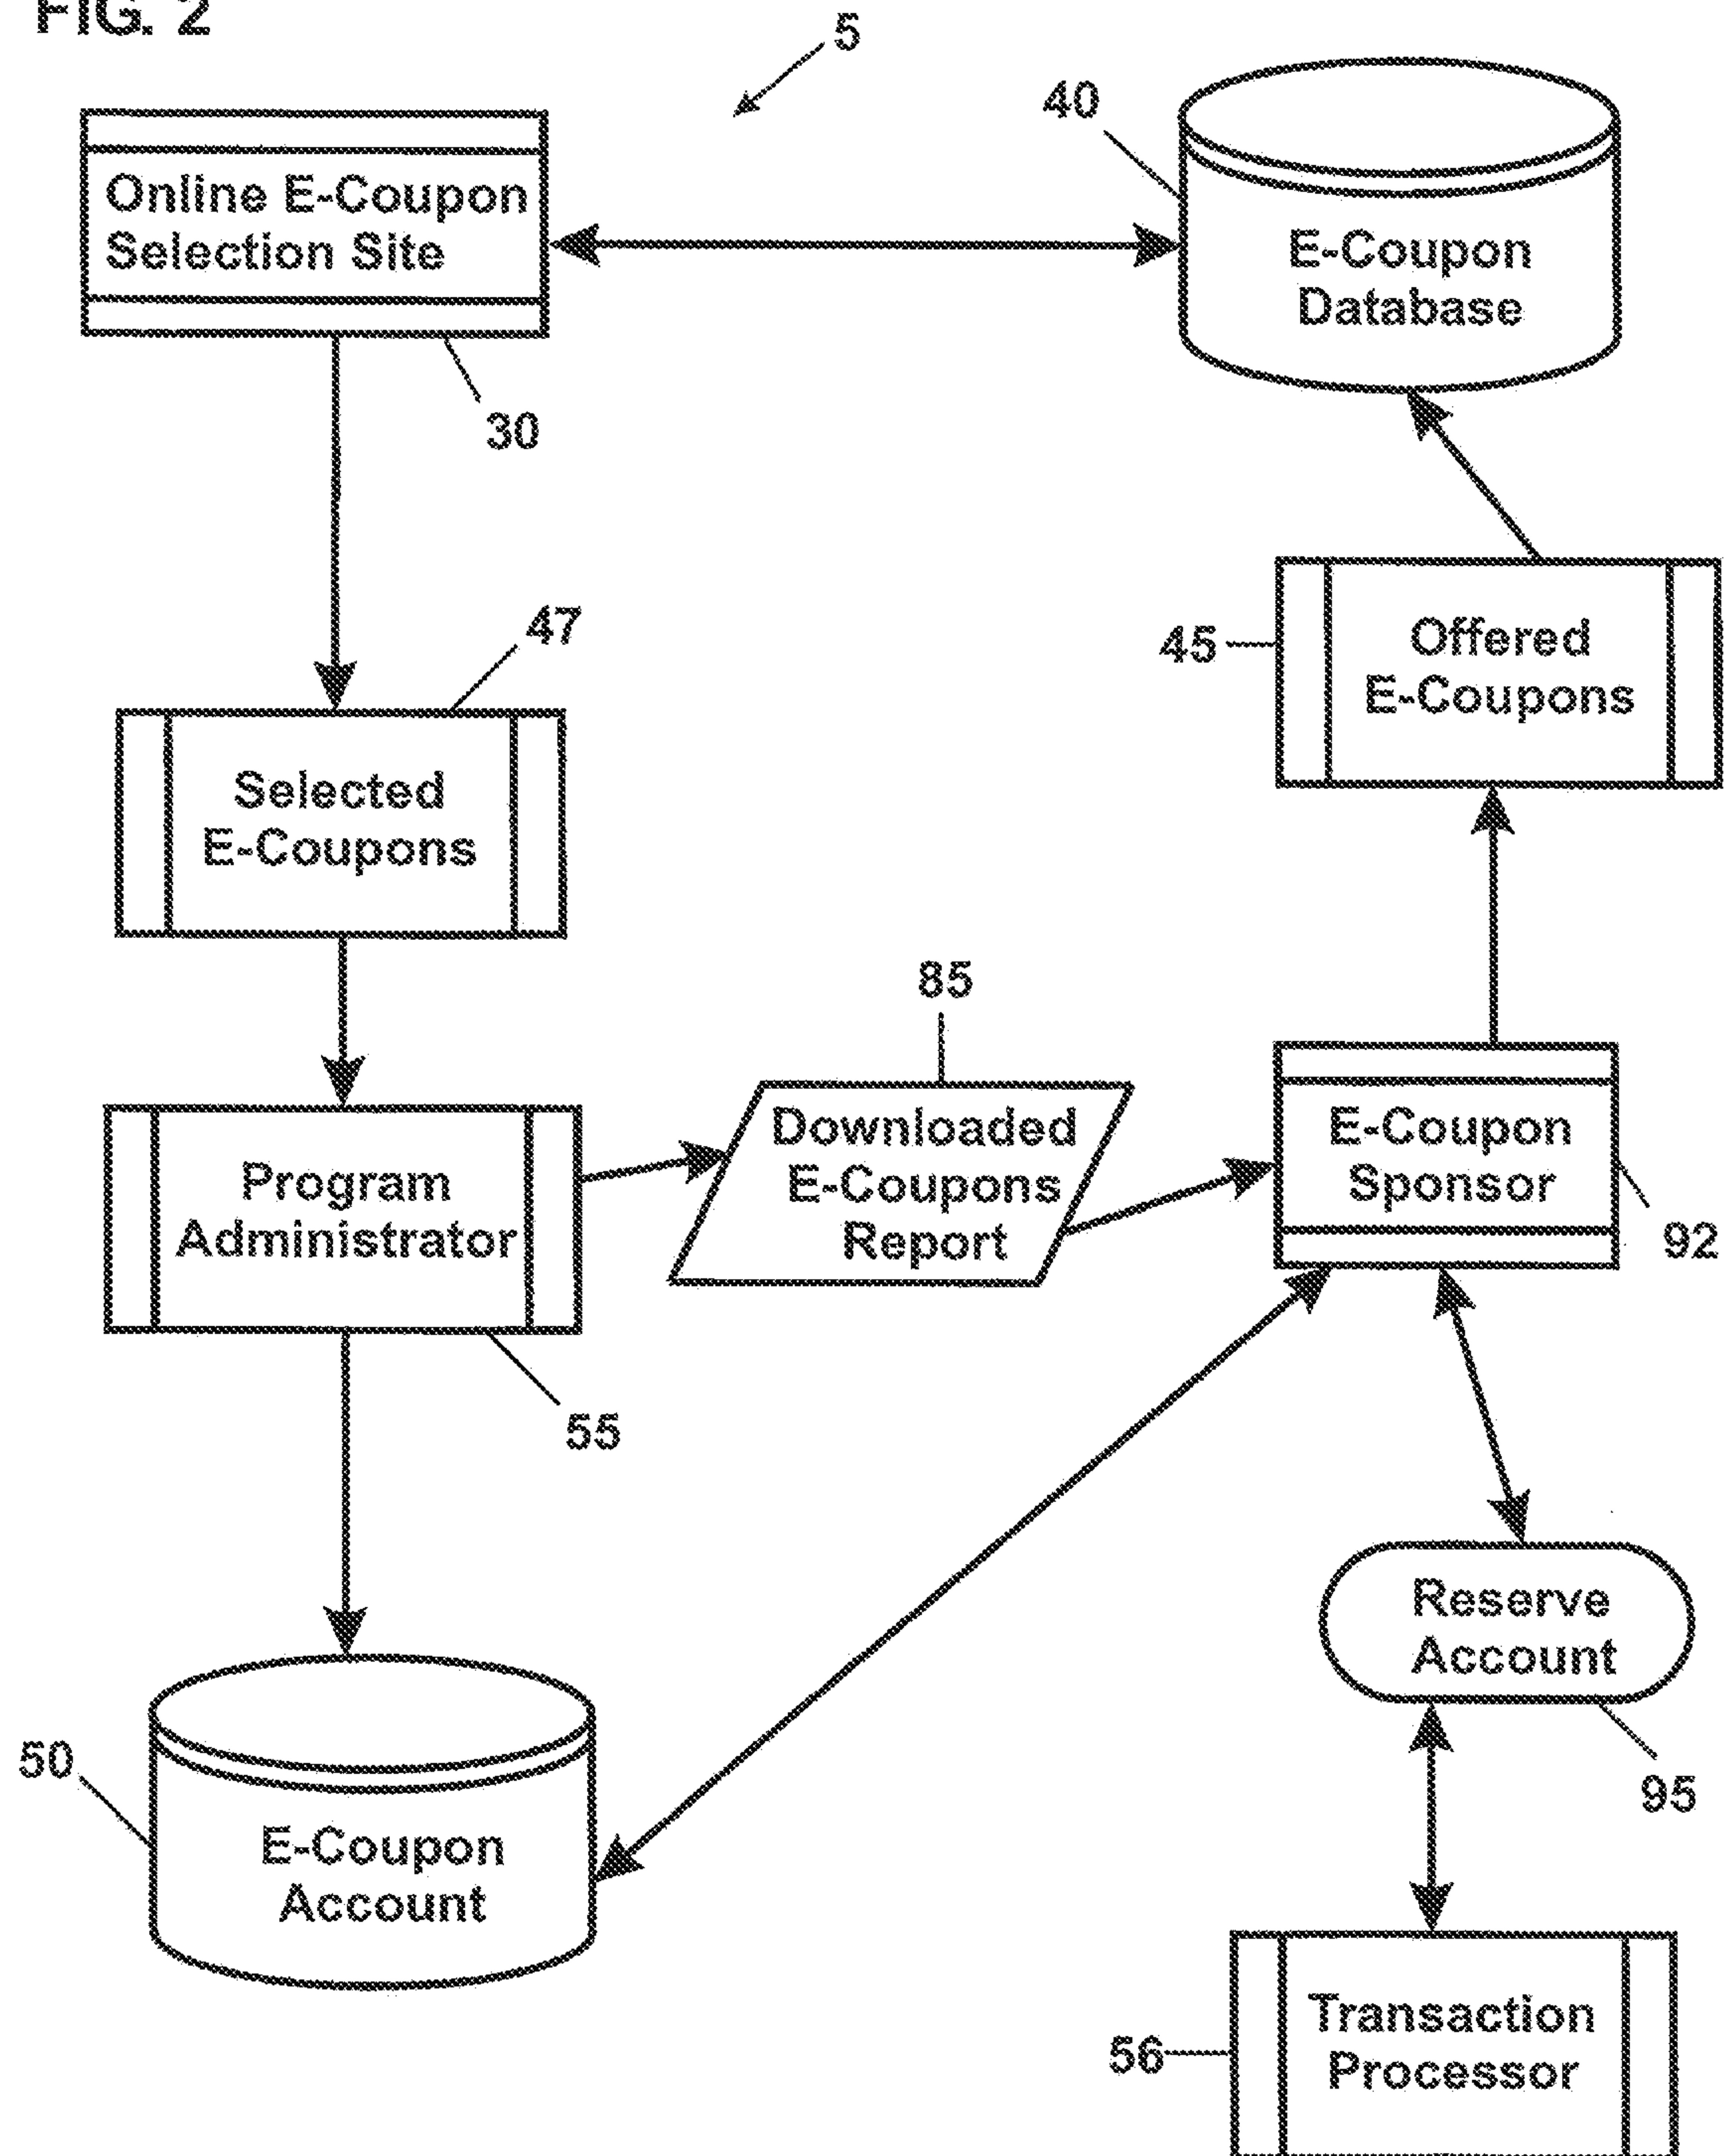 FIG. 2
5
40
Online E-Coupon
Selection Site
E-Coupon
Database
30
47
45
Offered
E-Coupons
Selected
E-Coupons
85
Downloaded
E-Coupons
Report
E-Coupon
Sponsor
92
Program
Administrator
55
Reserve
Account
95
50
E-Coupon
Account
56
Transaction
Processor